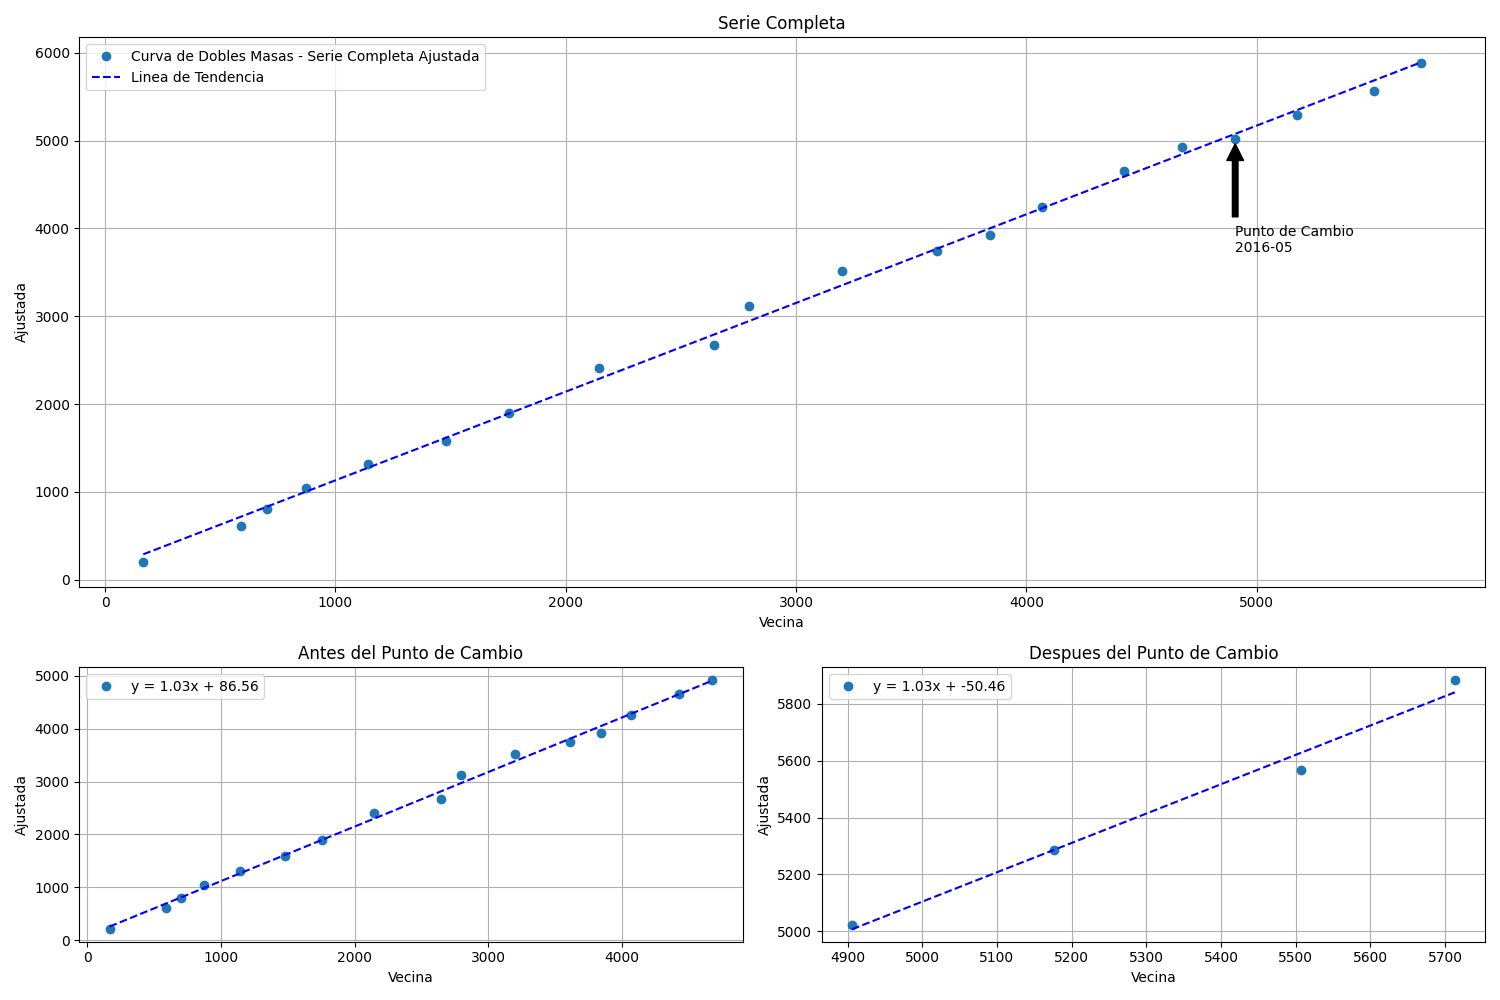 Serie Completa
Curva de Dobles Masas - Serie Completa Ajustada
Linea de Tendencia
6000
5000
4000
3000
2000
1000
0
Ajustada
Punto de Cambio
2016-05
0 1000 2000 3000 4000 5000
Vecina
Antes del Punto de Cambio
y = 1.03x + 86.56
5000
4000
3000
2000
1000
0
Ajustada
0 1000 2000 3000 4000
Vecina
Despues del Punto de Cambio
y = 1.03x + -50.46
5800
5600
5400
5200
5000
Ajustada
4900 5000 5100 5200 5300 5400 5500 5600 5700
Vecina